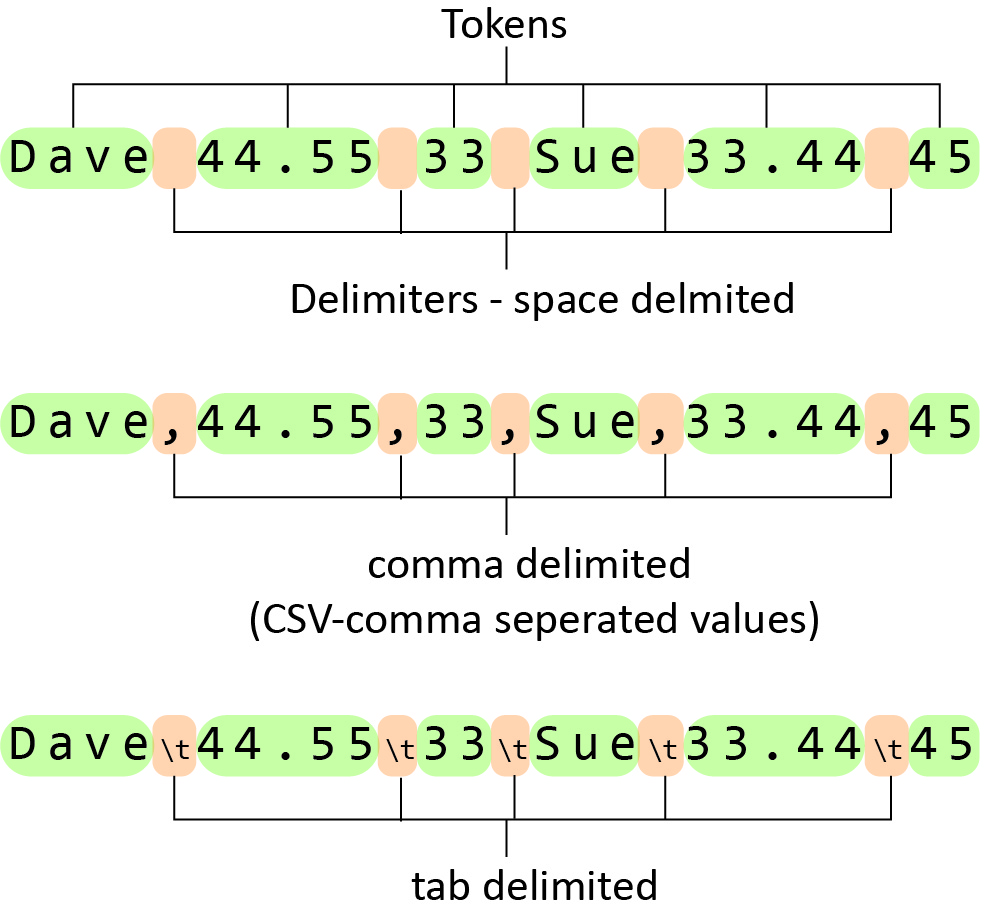 Tokens
Dave 44.55 33 Sue 33.44 45
Delimiters - space delmited
Dave,44.55,33,Sue,33.44,45
comma delimited
(CSV-comma seperated values)
Dave\t44.55\t33\tSue\t33.44\t45
tab delimited